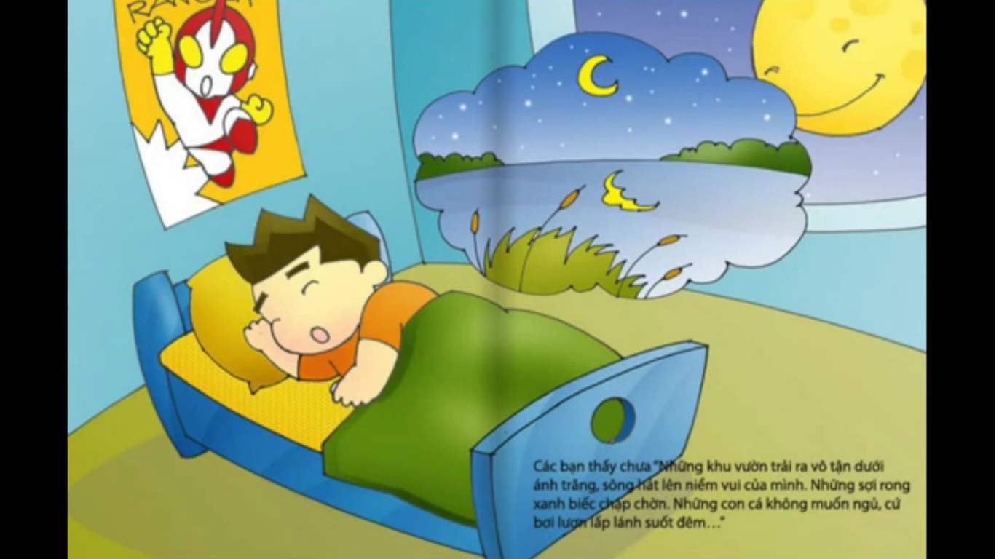 RANGER
Các bạn thấy chưa "Những khu vườn trải ra vô tận dưới
ánh trăng, sông hát lên niềm vui của mình. Những sợi rong
xanh biếc chập chờn. Những con cá không muốn ngủ, cứ
bơi lượn lấp lánh suốt đêm..."